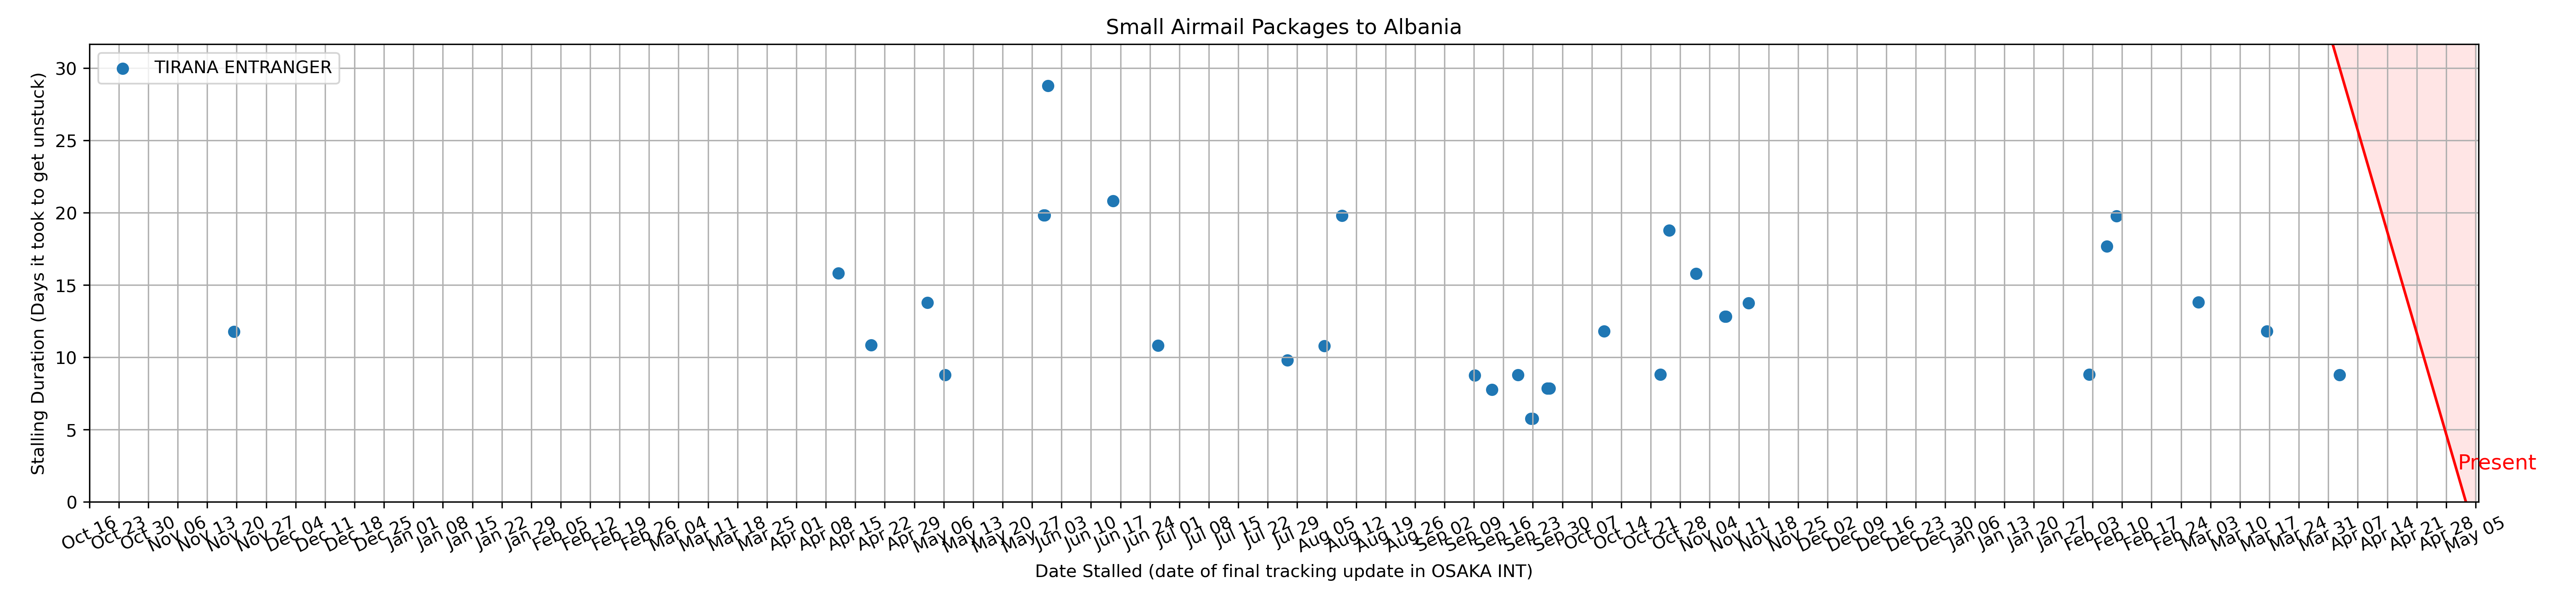 Small Airmail Packages to Albania
TIRANA ENTRANGER
Stalling Duration (Days it took to get unstuck)
30
25
20
15
10
5
0
Present
Oct 16 Oct 23 Oct 30 Nov 06 Nov 13 Nov 20 Nov 27 Dec 04 Dec 11 Dec 18 Dec 25 Jan 01 Jan 08 Jan 15 Jan 22 Jan 29 Feb 05 Feb 12 Feb 19 Feb 26 Mar 04 Mar 11 Mar 18 Mar 25 Apr 01 Apr 08 Apr 15 Apr 22 Apr 29 May 06 May 13 May 20 May 27 Jun 03 Jun 10 Jun 17 Jun 24 Jul 01 Jul 08 Jul 15 Jul 22 Jul 29 Aug 05 Aug 12 Aug 19 Aug 26 Sep 02 Sep 09 Sep 16 Sep 23 Sep 30 Oct 07 Oct 14 Oct 21 Oct 28 Nov 04 Nov 11 Nov 18 Nov 25 Dec 02 Dec 09 Dec 16 Dec 23 Dec 30 Jan 06 Jan 13 Jan 20 Jan 27 Feb 03 Feb 10 Feb 17 Feb 24 Mar 03 Mar 10 Mar 17 Mar 24 Mar 31 Apr 07 Apr 14 Apr 21 Apr 28 May 05
Date Stalled (date of final tracking update in OSAKA INT)